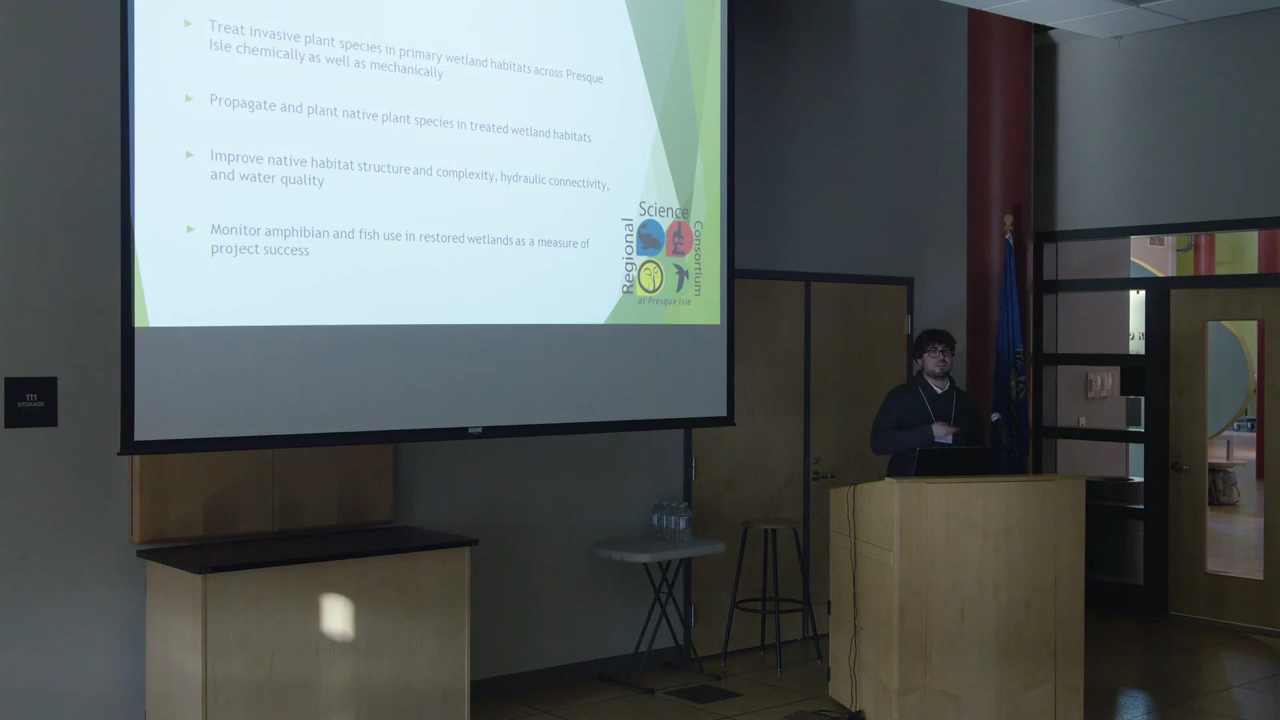 Treat invasive plant species in primary wetland habitats across Presque
Isle chemically as well as mechanically
Propagate and plant native plant species in treated wetland habitats
Improve native habitat structure and complexity, hydraulic connectivity,
and water quality
Monitor amphibian and fish use in restored wetlands as a measure of
project success
Science
Regional
Consortium
at Presque Isle
111
STORAGE